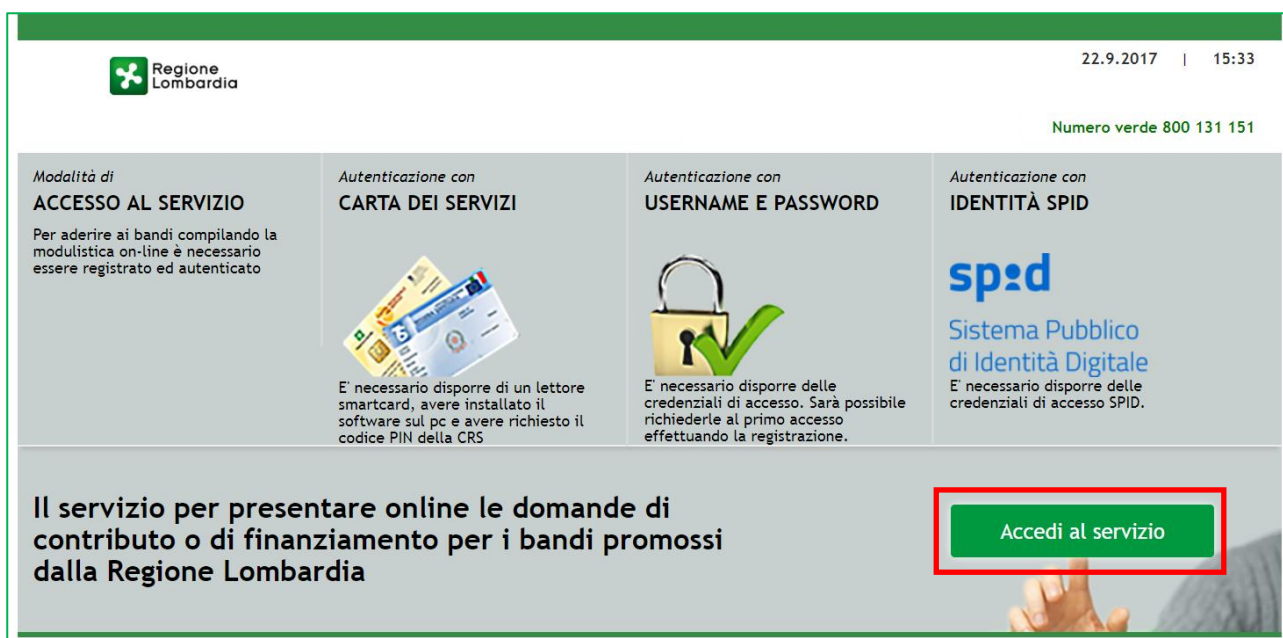 Regione
Lombardia
22.9.2017 | 15:33
Numero verde 800 131 151
Modalità di
ACCESSO AL SERVIZIO
Per aderire ai bandi compilando la
modulistica on-line è necessario
essere registrato ed autenticato
Autenticazione con
CARTA DEI SERVIZI
E' necessario disporre di un lettore
smartcard, avere installato il
software sul pc e avere richiesto il
codice PIN della CRS
Autenticazione con
USERNAME E PASSWORD
E' necessario disporre delle
credenziali di accesso. Sarà possibile
richiederle al primo accesso
effettuando la registrazione.
Autenticazione con
IDENTITÀ SPID
spid
Sistema Pubblico
di Identità Digitale
E' necessario disporre delle
credenziali di accesso SPID.
Il servizio per presentare online le domande di
contributo o di finanziamento per i bandi promossi
dalla Regione Lombardia
Accedi al servizio